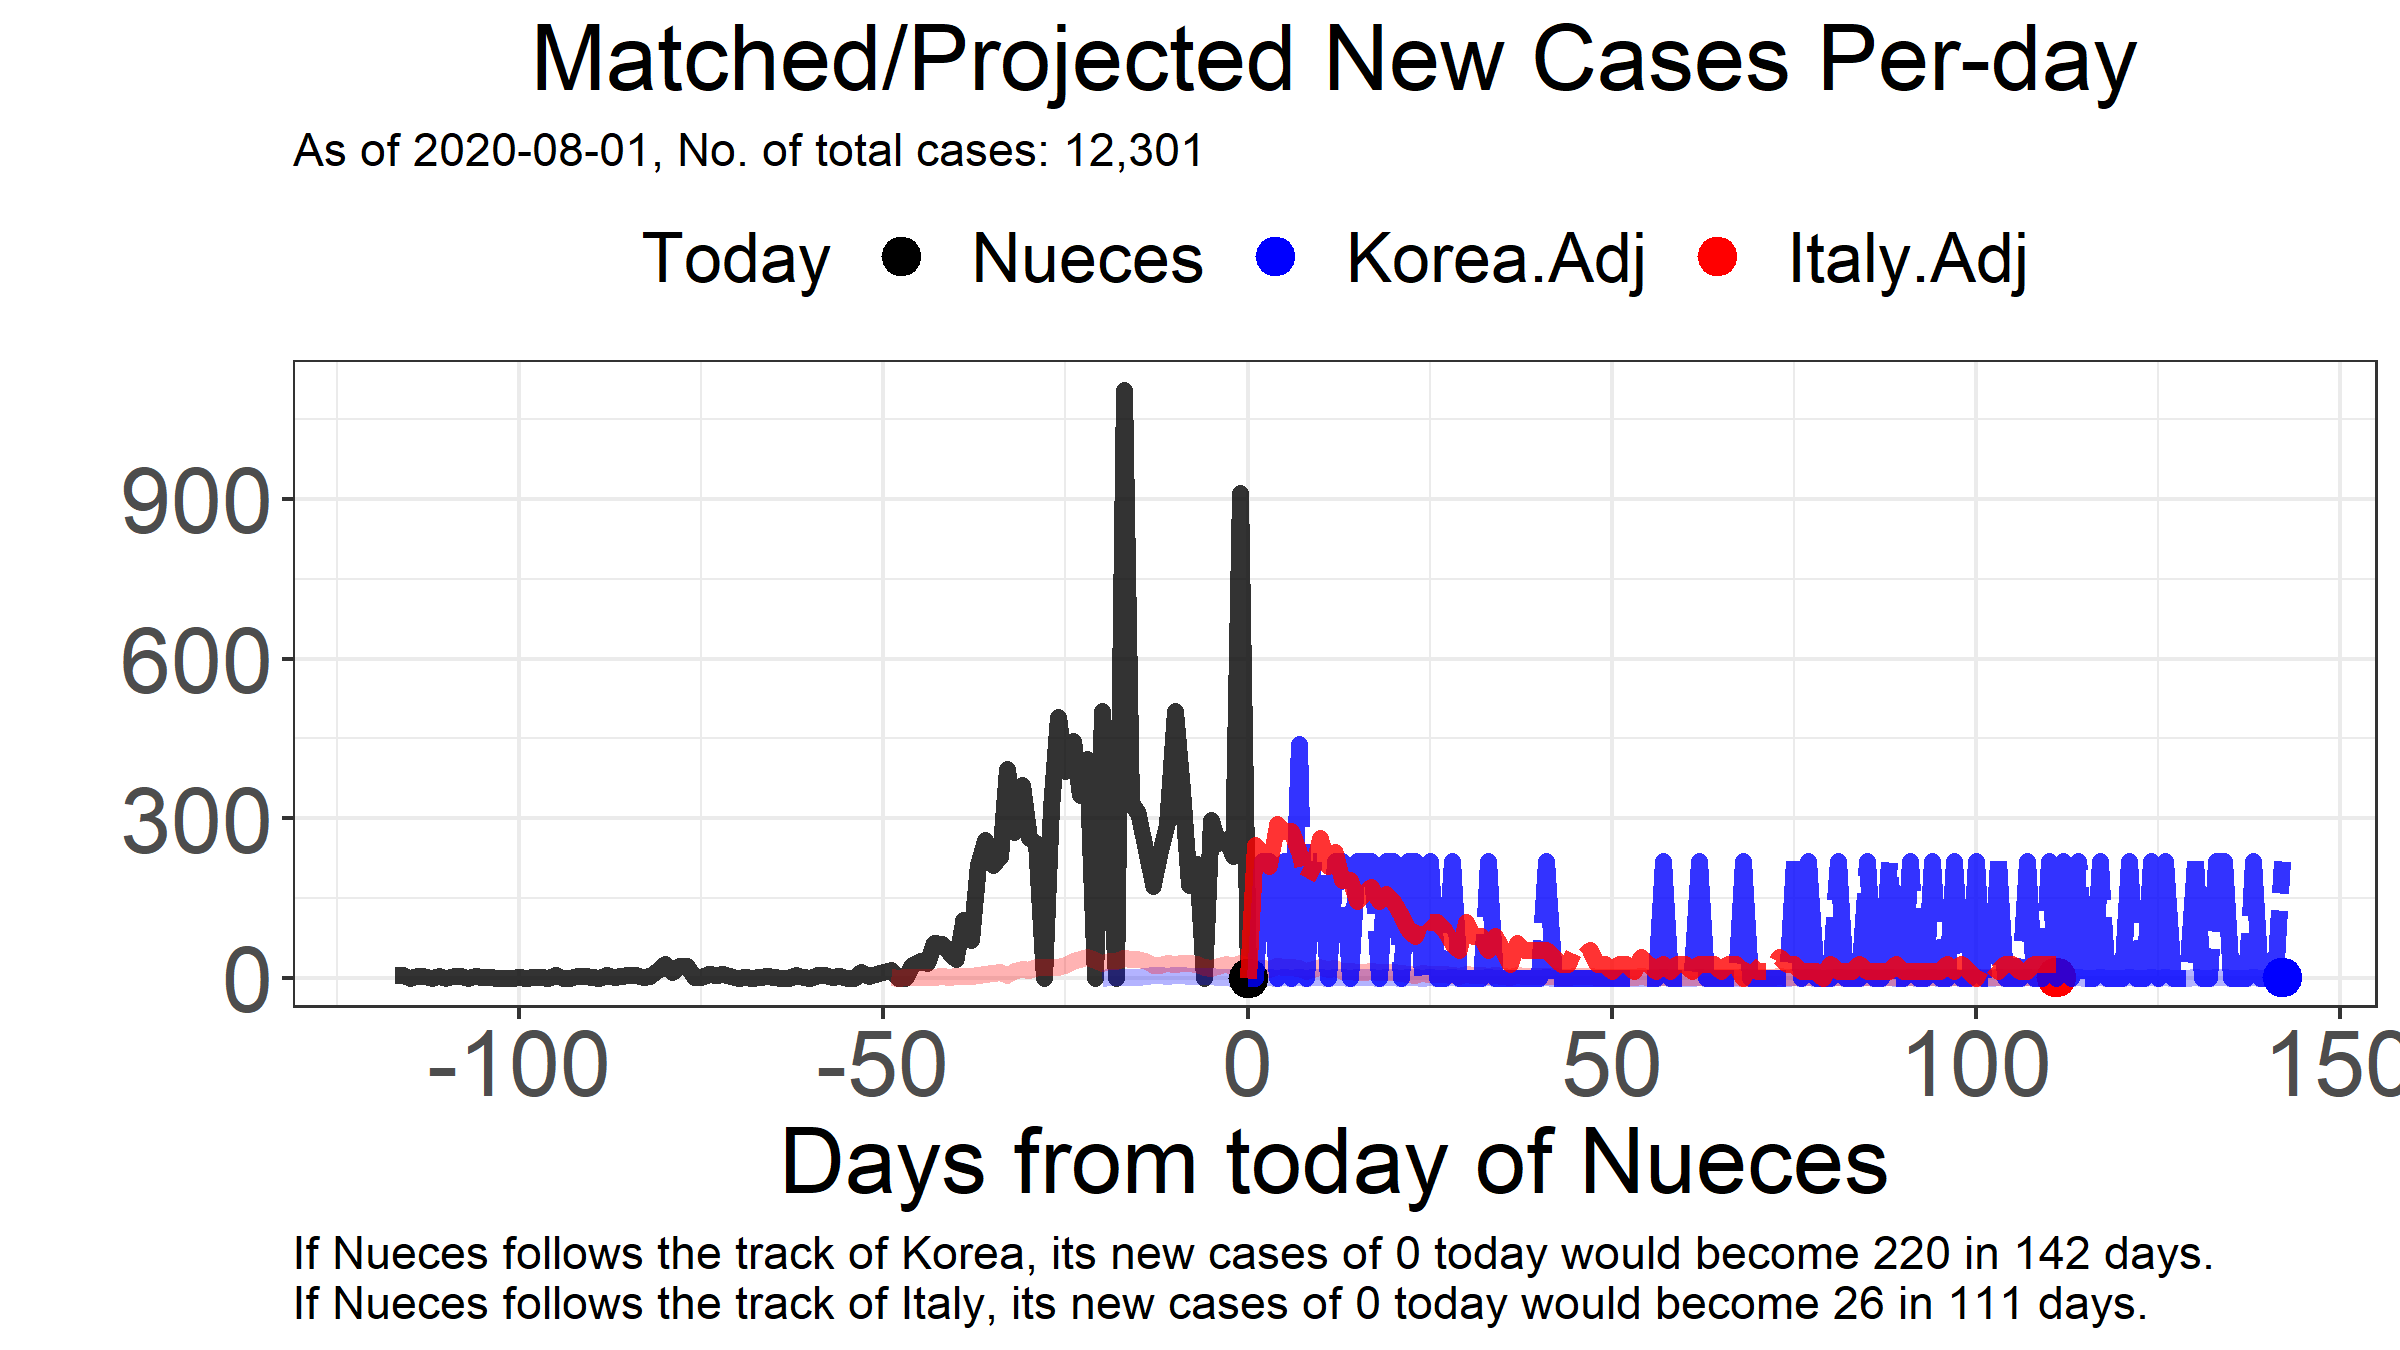 Matched/Projected New Cases Per-day
As of 2020-08-01, No. of total cases: 12,301
Today Nueces Korea.Adj Italy.Adj
900
600
300
0
-100 -50 0 50 100 150
Days from today of Nueces
If Nueces follows the track of Korea, its new cases of 0 today would become 220 in 142 days.
If Nueces follows the track of Italy, its new cases of 0 today would become 26 in 111 days.